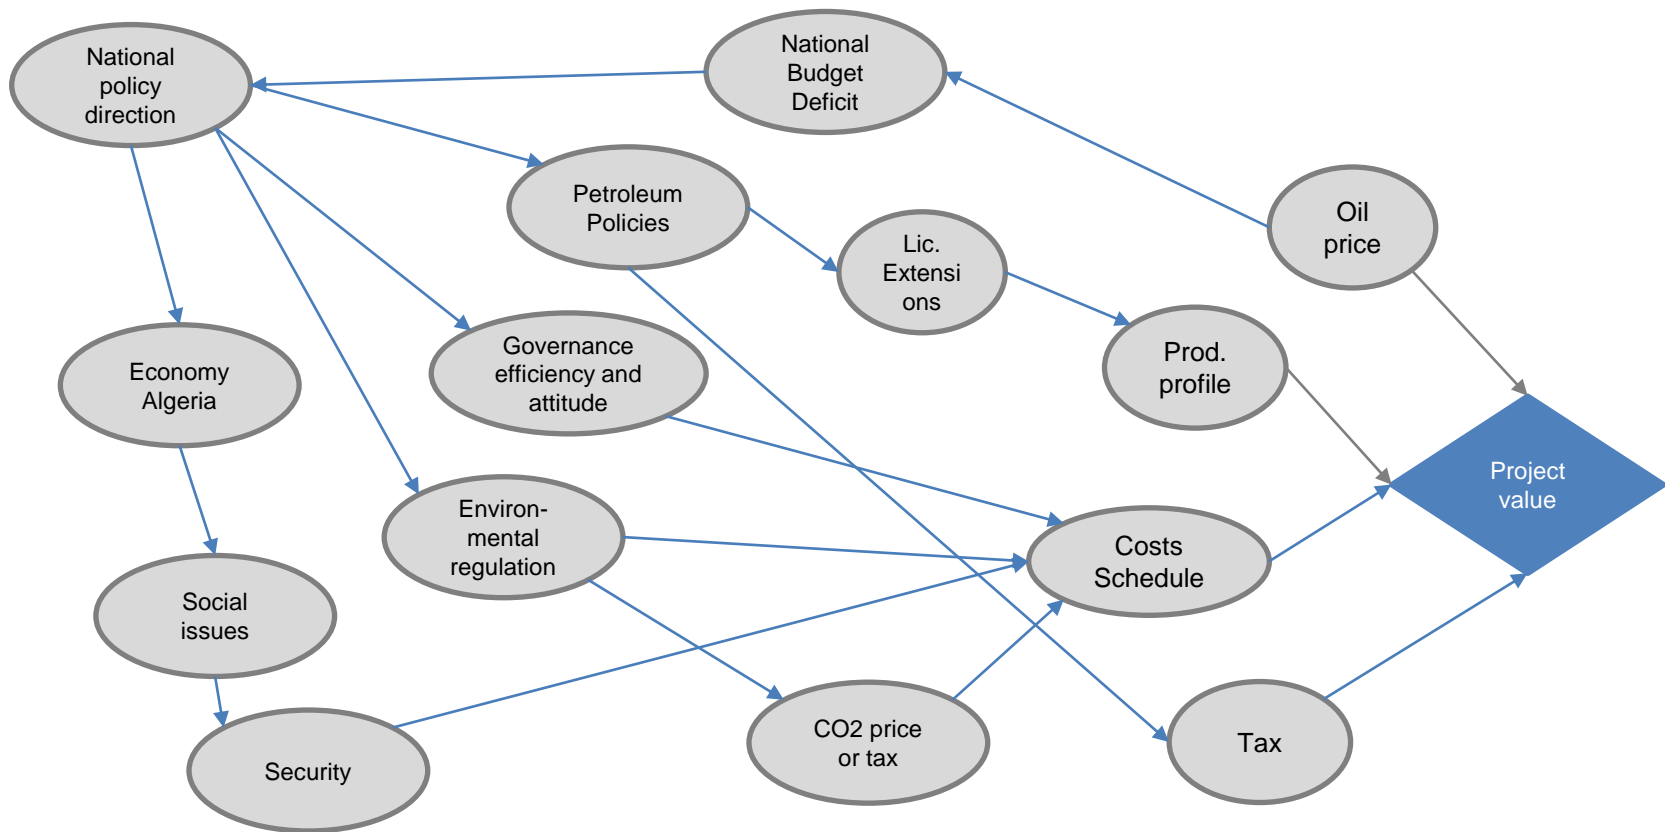 National
policy
direction
National
Budget
Deficit
Petroleum
Policies
Oil
price
Lic.
Extensi
ons
Economy
Algeria
Governance
efficiency and
attitude
Prod.
profile
Project
value
Environ-
mental
regulation
Costs
Schedule
Social
issues
Security
CO2 price
or tax
Tax